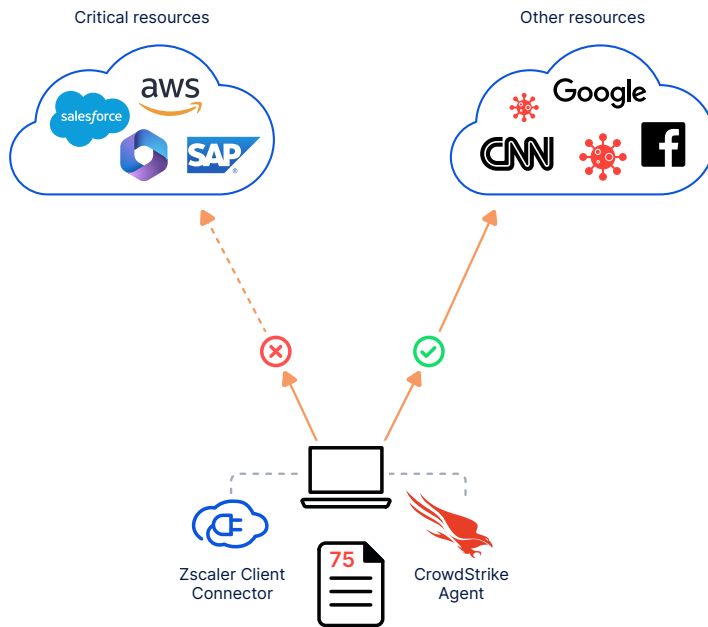 Critical resources
Other resources
aws
salesforce
SAP
®
Google
CNN
f
75
Zscaler Client
Connector
CrowdStrike
Agent